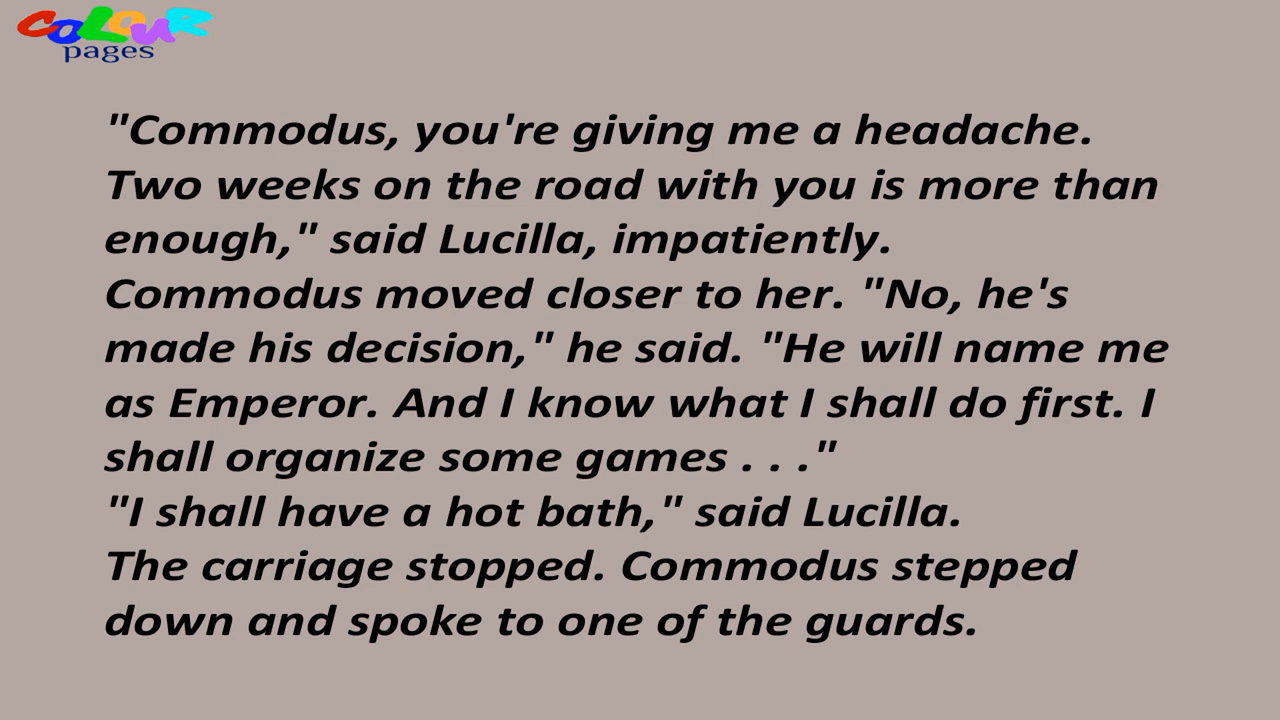 COLOUR
pages
"Commodus, you're giving me a headache.
Two weeks on the road with you is more than
enough," said Lucilla, impatiently.
Commodus moved closer to her. "No, he's
made his decision," he said. "He will name me
as Emperor. And I know what I shall do first. I
shall organize some games . . ."
"I shall have a hot bath," said Lucilla.
The carriage stopped. Commodus stepped
down and spoke to one of the guards.